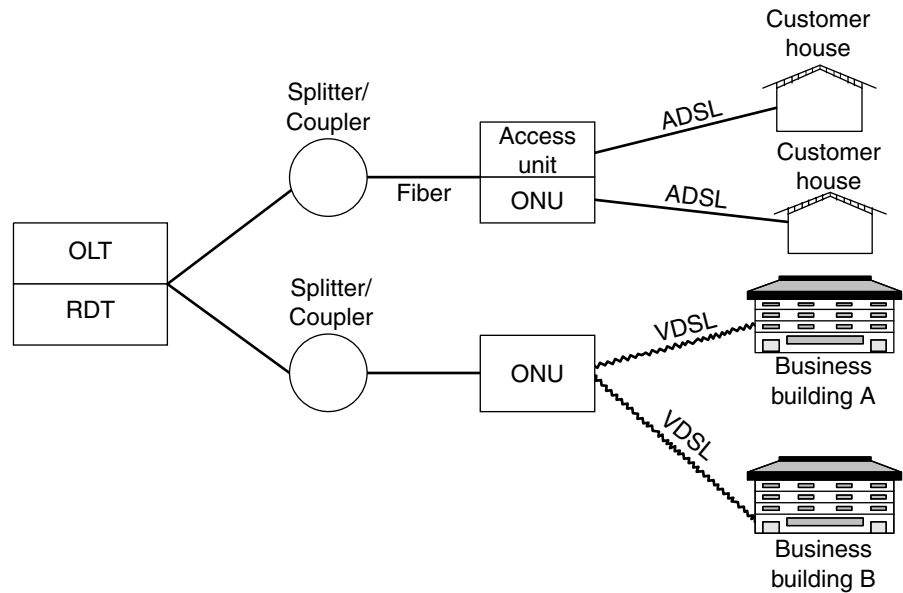 Customer
house
Splitter/
Coupler
Access
unit
ADSL
Fiber
ONU
Customer
house
ADSL
OLT
RDT
Splitter/
Coupler
ONU
VDSL
Business
building A
VDSL
Business
building B